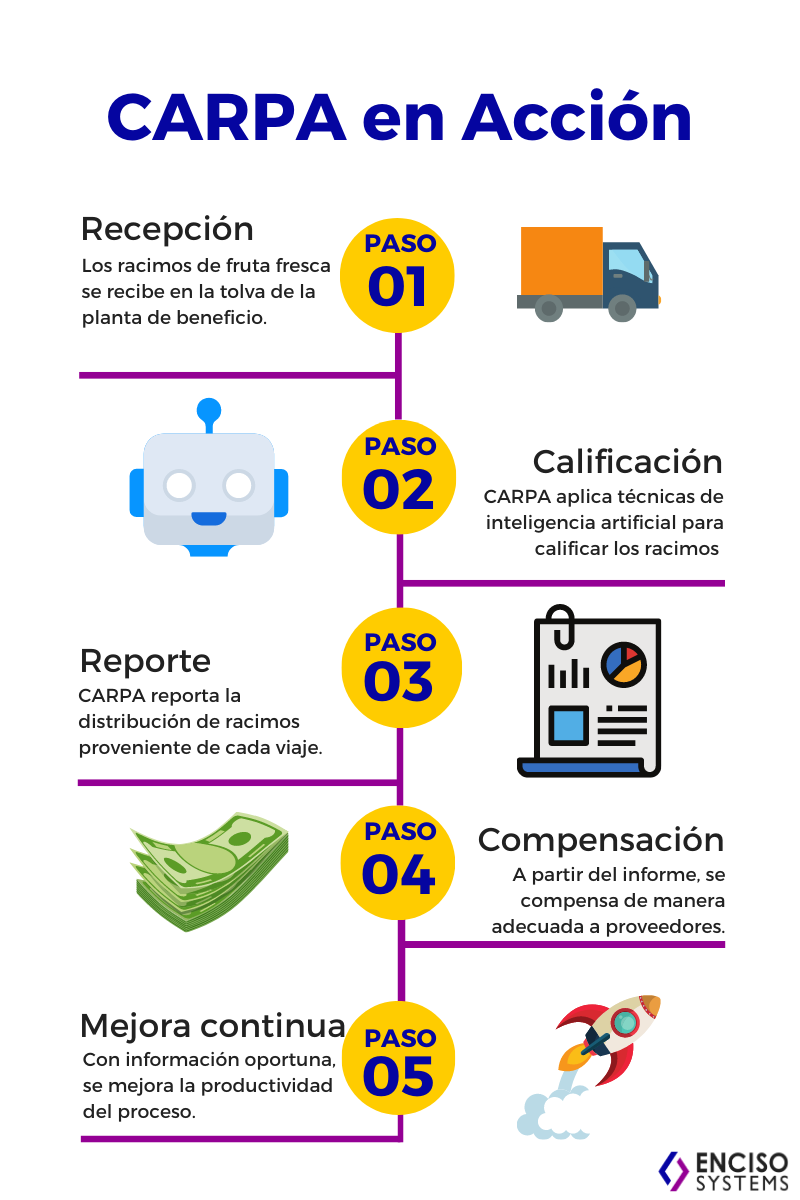 CARPA en Acción
Recepción
Los racimos de fruta fresca
se recibe en la tolva de la
planta de beneficio.
PASO
01
PASO
02
Calificación
CARPA aplica técnicas de
inteligencia artificial para
calificar los racimos
Reporte
CARPA reporta la
distribución de racimos
proveniente de cada viaje.
PASO
03
PASO
04
Compensación
A partir del informe, se
compensa de manera
adecuada a proveedores.
Mejora continua
Con información oportuna,
se mejora la productividad
del proceso.
PASO
05
ENCISO
SYSTEMS